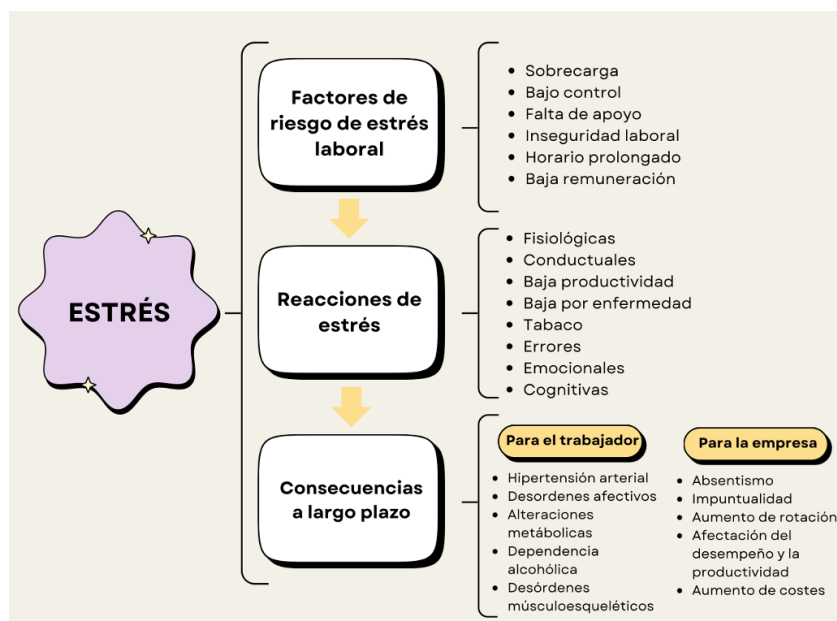 ESTRÉS
Factores de
riesgo de estrés
laboral
Sobrecarga
Bajo control
Falta de apoyo
Inseguridad laboral
Horario prolongado
Baja remuneración
Reacciones de
estrés
Fisiológicas
Conductuales
Baja productividad
Baja por enfermedad
Tabaco
Errores
Emocionales
Cognitivas
Consecuencias
a largo plazo
Para el trabajador
Hipertensión arterial
Desordenes afectivos
Alteraciones
metábolicas
Dependencia
alcohólica
Desórdenes
músculoesqueléticos
Para la empresa
Absentismo
Impuntualidad
Aumento de rotación
Afectación del
desempeño y la
productividad
Aumento de costes